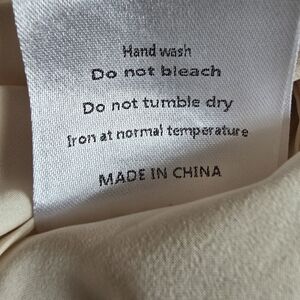 Hand wash
Do not bleach
Do not tumble dry
Iron at normal temperature
MADE IN CHINA